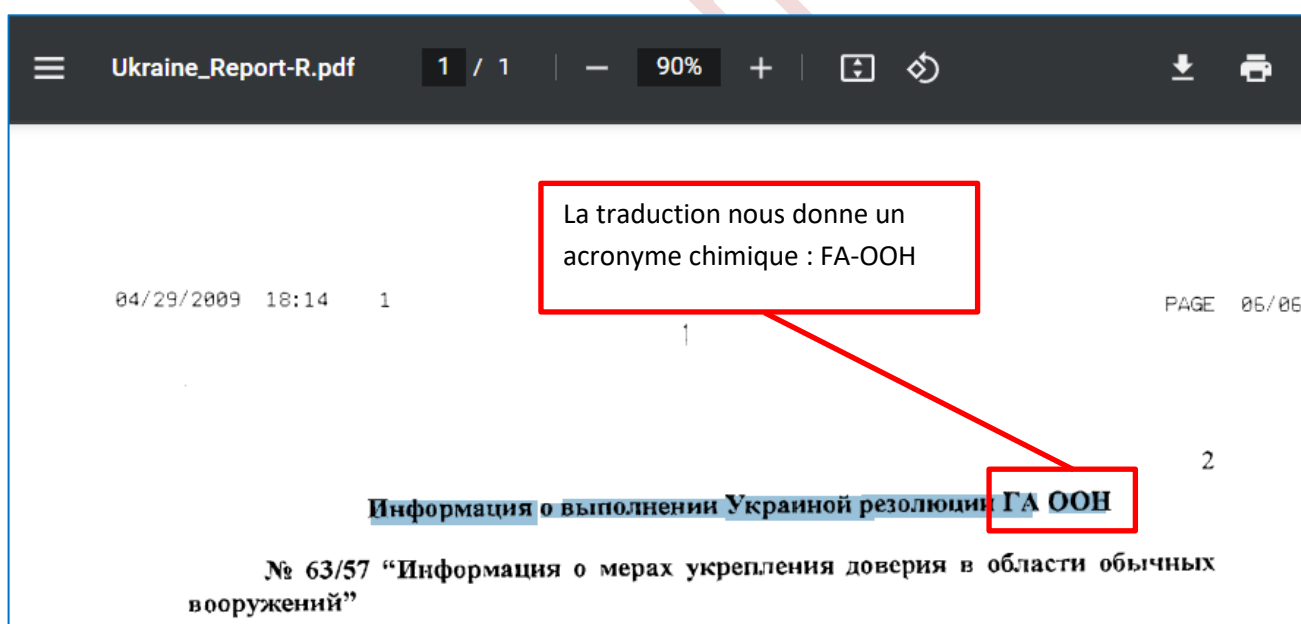 Ukraine_Report-R.pdf 1 / 1 90%
La traduction nous donne un
acronyme chimique : FA-OOH
04/29/2009 18:14 1 PAGE 06/06
1
2
Информация о выполнении Украиной резолюции ГА ООН
№ 63/57 “Информация о мерах укрепления доверия в области обычных
вооружений”